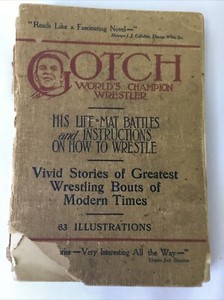 "Reads Like a Fascinating Novel—"
GOTCH
WORLD'S CHAMPION
WRESTLER
HIS LIFE·MAT BATTLES
and INSTRUCTIONS
ON HOW TO WRESTLE
Vivid Stories of Greatest
Wrestling Bouts of
Modern Times
63 ILLUSTRATIONS
—Very Interesting All the Way—"